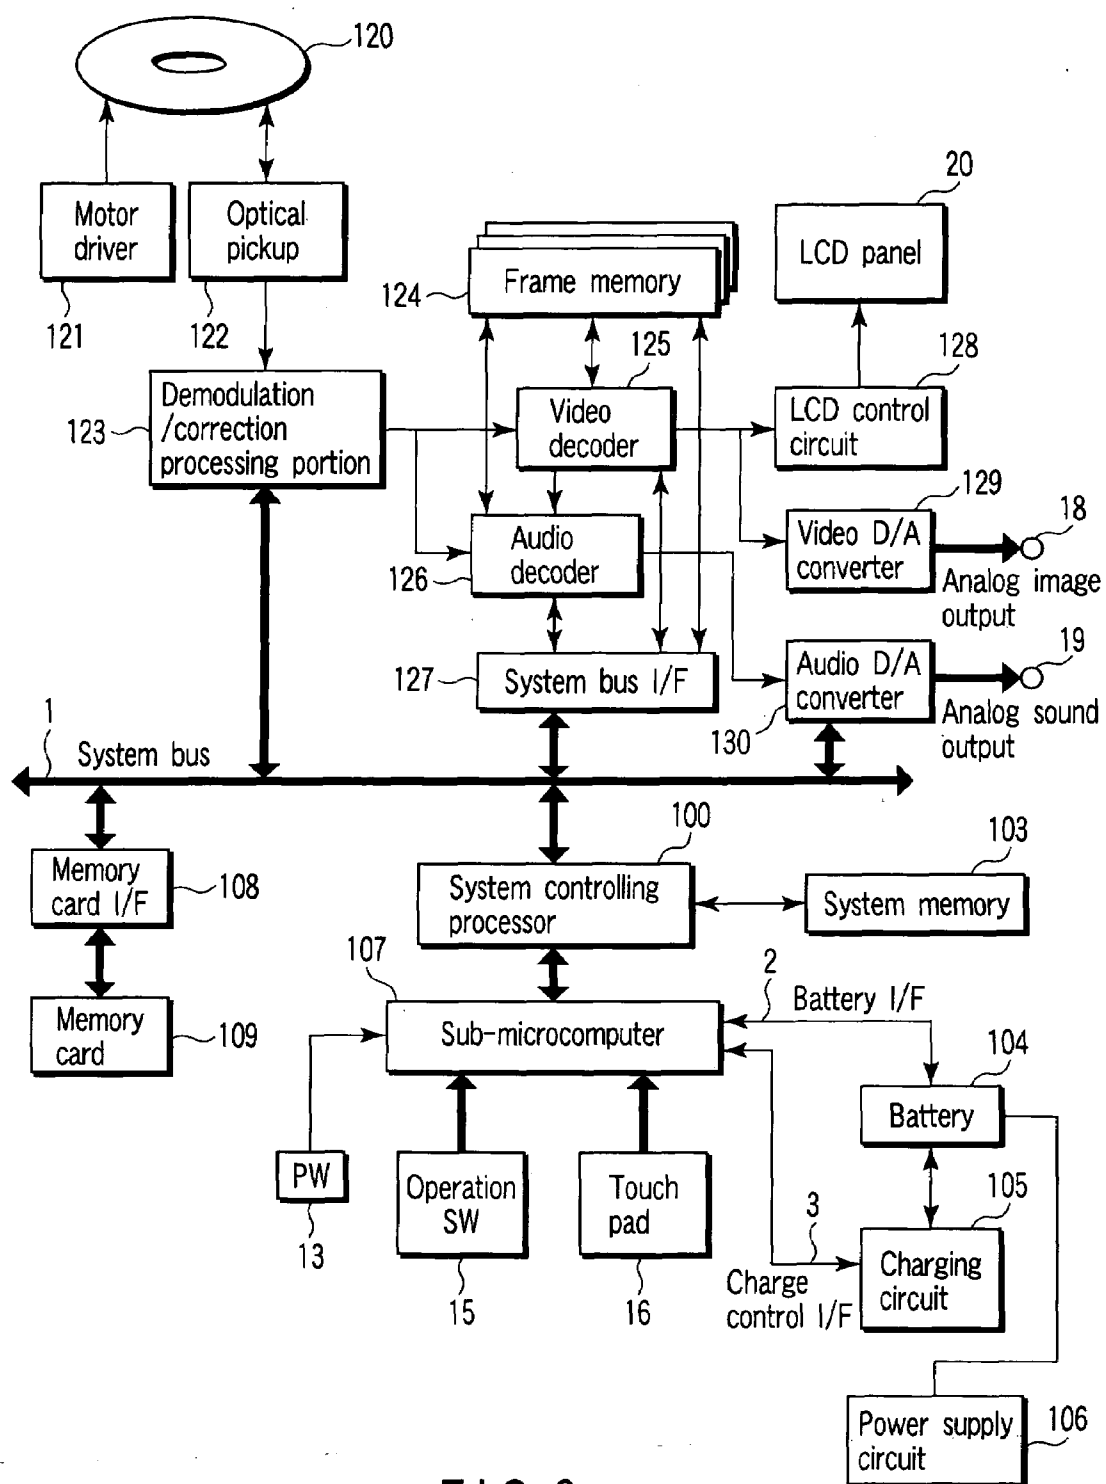 120
Motor
driver
Optical
pickup
121
122
20
LCD panel
124
Frame memory
125
128
Demodulation
/correction
processing portion
123
Video
decoder
LCD control
circuit
129
18
Video D/A
converter
Analog image
output
Audio
decoder
126
127
System bus I/F
Audio D/A
converter
19
130
Analog sound
output
1
System bus
100
103
Memory
card I/F
108
System controlling
processor
System memory
107
2
Battery I/F
Memory
card
109
Sub-microcomputer
104
Battery
PW
13
Operation
SW
15
Touch
pad
16
3
105
Charge
control I/F
Charging
circuit
Power supply
circuit
106